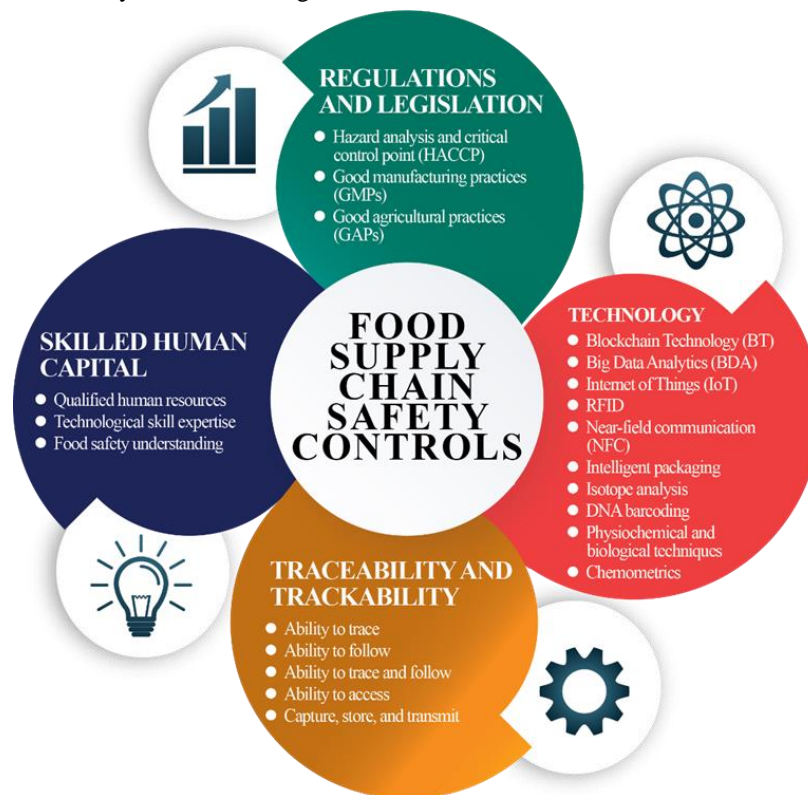 REGULATIONS
AND LEGISLATION
● Hazard analysis and critical
control point (HACCP)
● Good manufacturing practices
(GMPs)
● Good agricultural practices
(GAPs)
SKILLED HUMAN
CAPITAL
● Qualified human resources
● Technological skill expertise
● Food safety understanding
FOOD
SUPPLY
CHAIN
SAFETY
CONTROLS
TECHNOLOGY
● Blockchain Technology (BT)
● Big Data Analytics (BDA)
● Internet of Things (IoT)
● RFID
● Near-field communication
(NFC)
● Intelligent packaging
● Isotope analysis
● DNA barcoding
● Physiochemical and
biological techniques
● Chemometrics
TRACEABILITY AND
TRACKABILITY
● Ability to trace
● Ability to follow
● Ability to trace and follow
● Ability to access
● Capture, store, and transmit